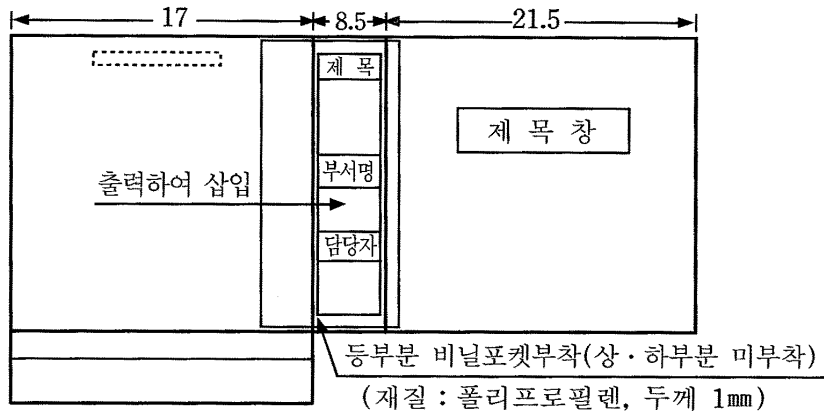 17
8.5
21.5
제 목
제 목 창
부서명
출력하여 삽입
담당자
등부분 비닐포켓부착(상·하부분 미부착)
(재질 : 폴리프로필렌, 두께 1mm)